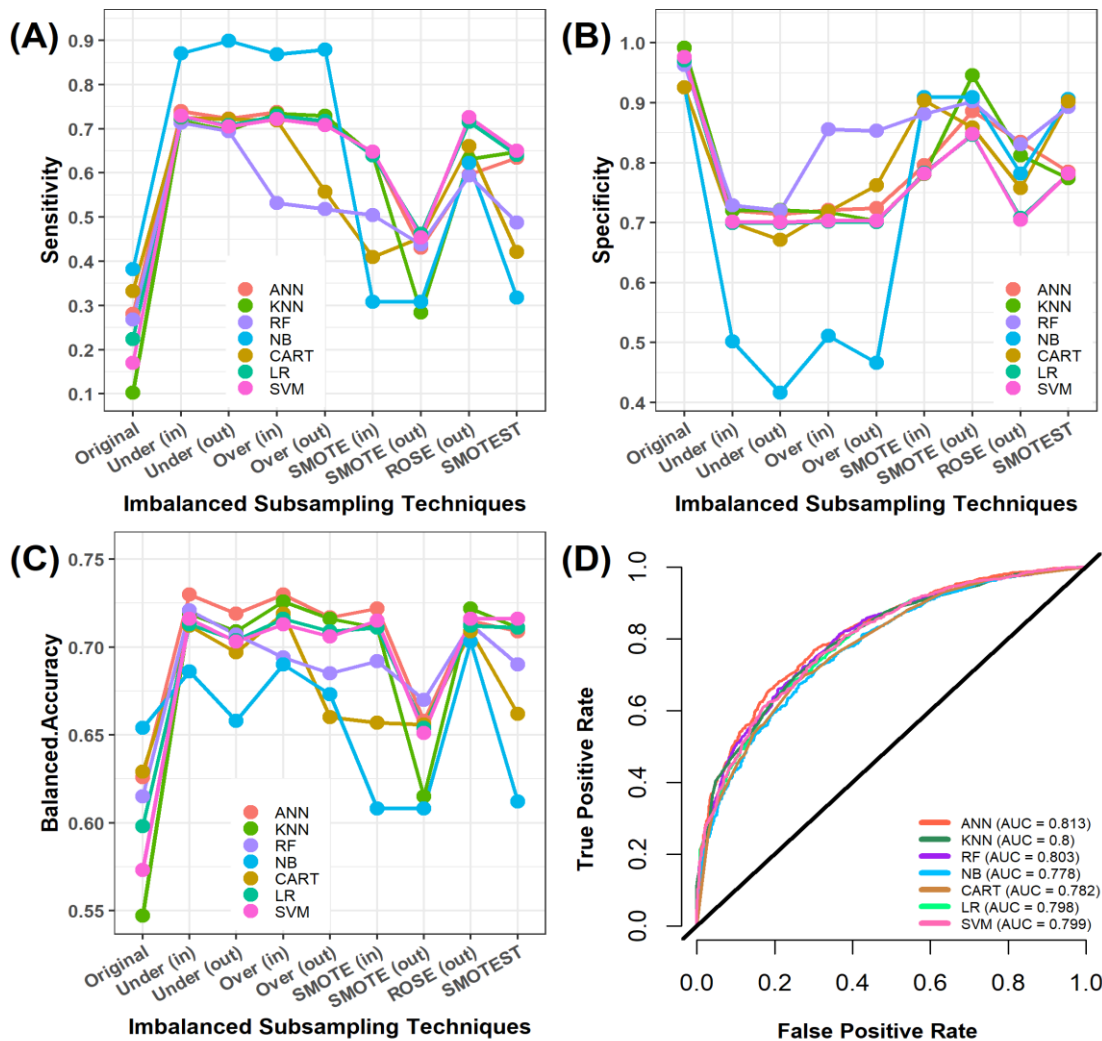 (A)
Sensitivity
0.9
0.8
0.7
0.6
0.5
0.4
0.3
0.2
0.1
ANN
KNN
RF
NB
CART
LR
SVM
Original
Under (in)
Under (out)
Over (in)
Over (out)
SMOTE (in)
SMOTE (out)
ROSE (out)
SMOTEST
Imbalanced Subsampling Techniques
(B)
Specificity
1.0
0.9
0.8
0.7
0.6
0.5
0.4
ANN
KNN
RF
NB
CART
LR
SVM
Original
Under (in)
Under (out)
Over (in)
Over (out)
SMOTE (in)
SMOTE (out)
ROSE (out)
SMOTEST
Imbalanced Subsampling Techniques
(C)
Balanced.Accuracy
0.75
0.70
0.65
0.60
0.55
ANN
KNN
RF
NB
CART
LR
SVM
Original
Under (in)
Under (out)
Over (in)
Over (out)
SMOTE (in)
SMOTE (out)
ROSE (out)
SMOTEST
Imbalanced Subsampling Techniques
(D)
True Positive Rate
1.0
0.8
0.6
0.4
0.2
0.0
ANN (AUC = 0.813)
KNN (AUC = 0.8)
RF (AUC = 0.803)
NB (AUC = 0.778)
CART (AUC = 0.782)
LR (AUC = 0.798)
SVM (AUC = 0.799)
0.0 0.2 0.4 0.6 0.8 1.0
False Positive Rate